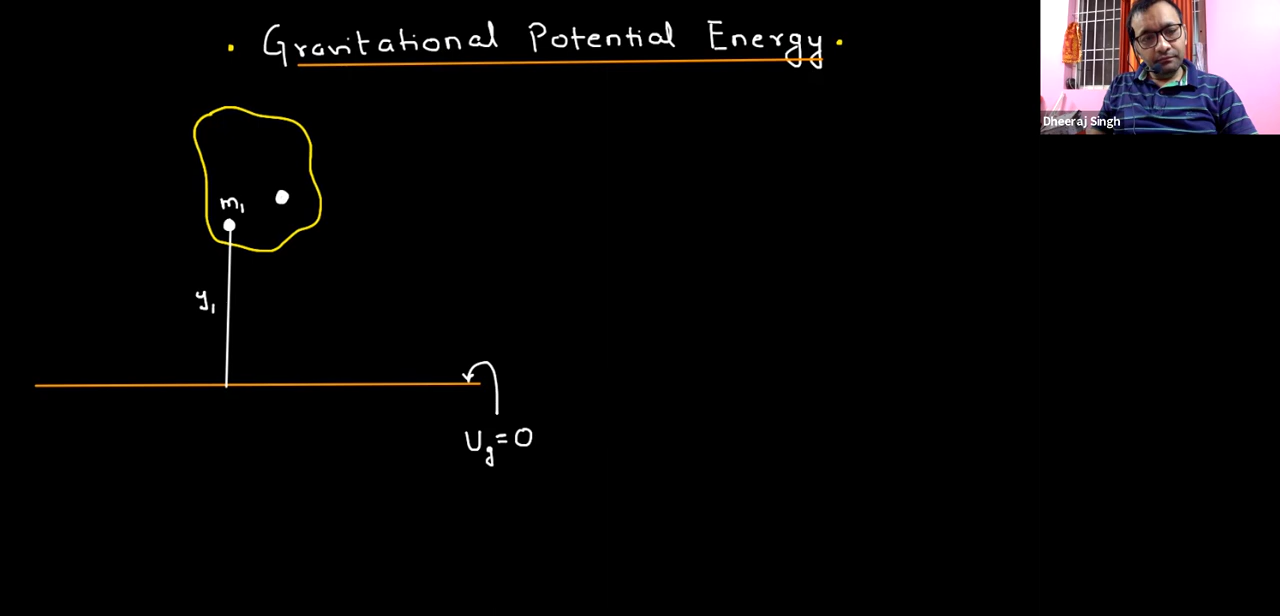 . Gravitational Potential Energy.
Dheeraj Singh
m₁
y₁
U_g = 0